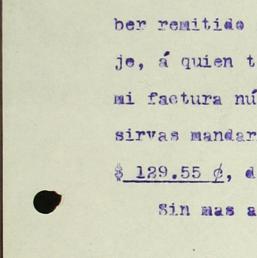 ber remitido
je, á quien t
mi factura nú
sirvas mandar
$ 129.55 ¢, d
Sin mas a